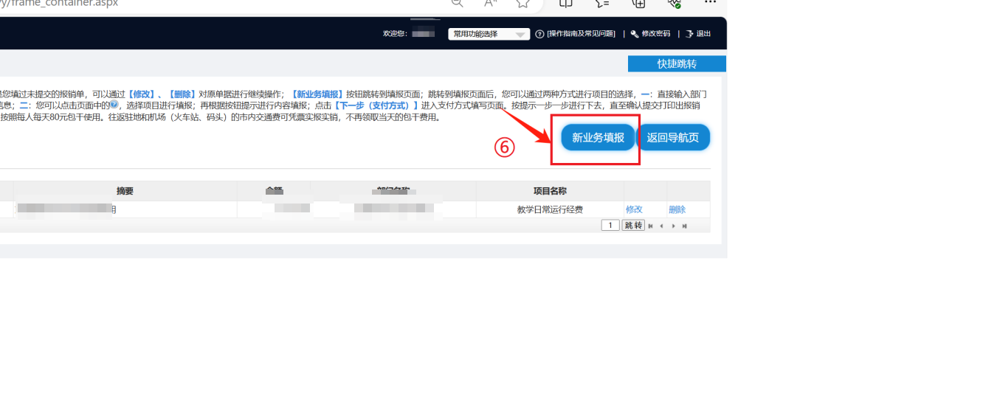 y/frame_container.aspx
欢迎您: 常用功能选择 [操作指南及常见问题] | 修改密码 | 退出
快捷跳转
您填过未提交的报销单，可以通过【修改】、【删除】对原单据进行继续操作；【新业务填报】按钮跳转到填报页面；跳转到填报页面后，您可以通过两种方式进行项目的选择，一：直接输入部门
信息；二：您可以点击页面中的，选择项目进行填报；再根据按钮提示进行内容填报；点击【下一步（支付方式）】进入支付方式填写页面。按提示一步一步进行下去，直至确认提交打印出报销
按照每人每天80元包干使用。往返驻地和机场（火车站、码头）的市内交通费可凭票实报实销，不再领取当天的包干费用。
⑥ 新业务填报 返回导航页
摘要 金额 部门名称 项目名称
用 教学日常运行经费 修改 删除
1 跳转